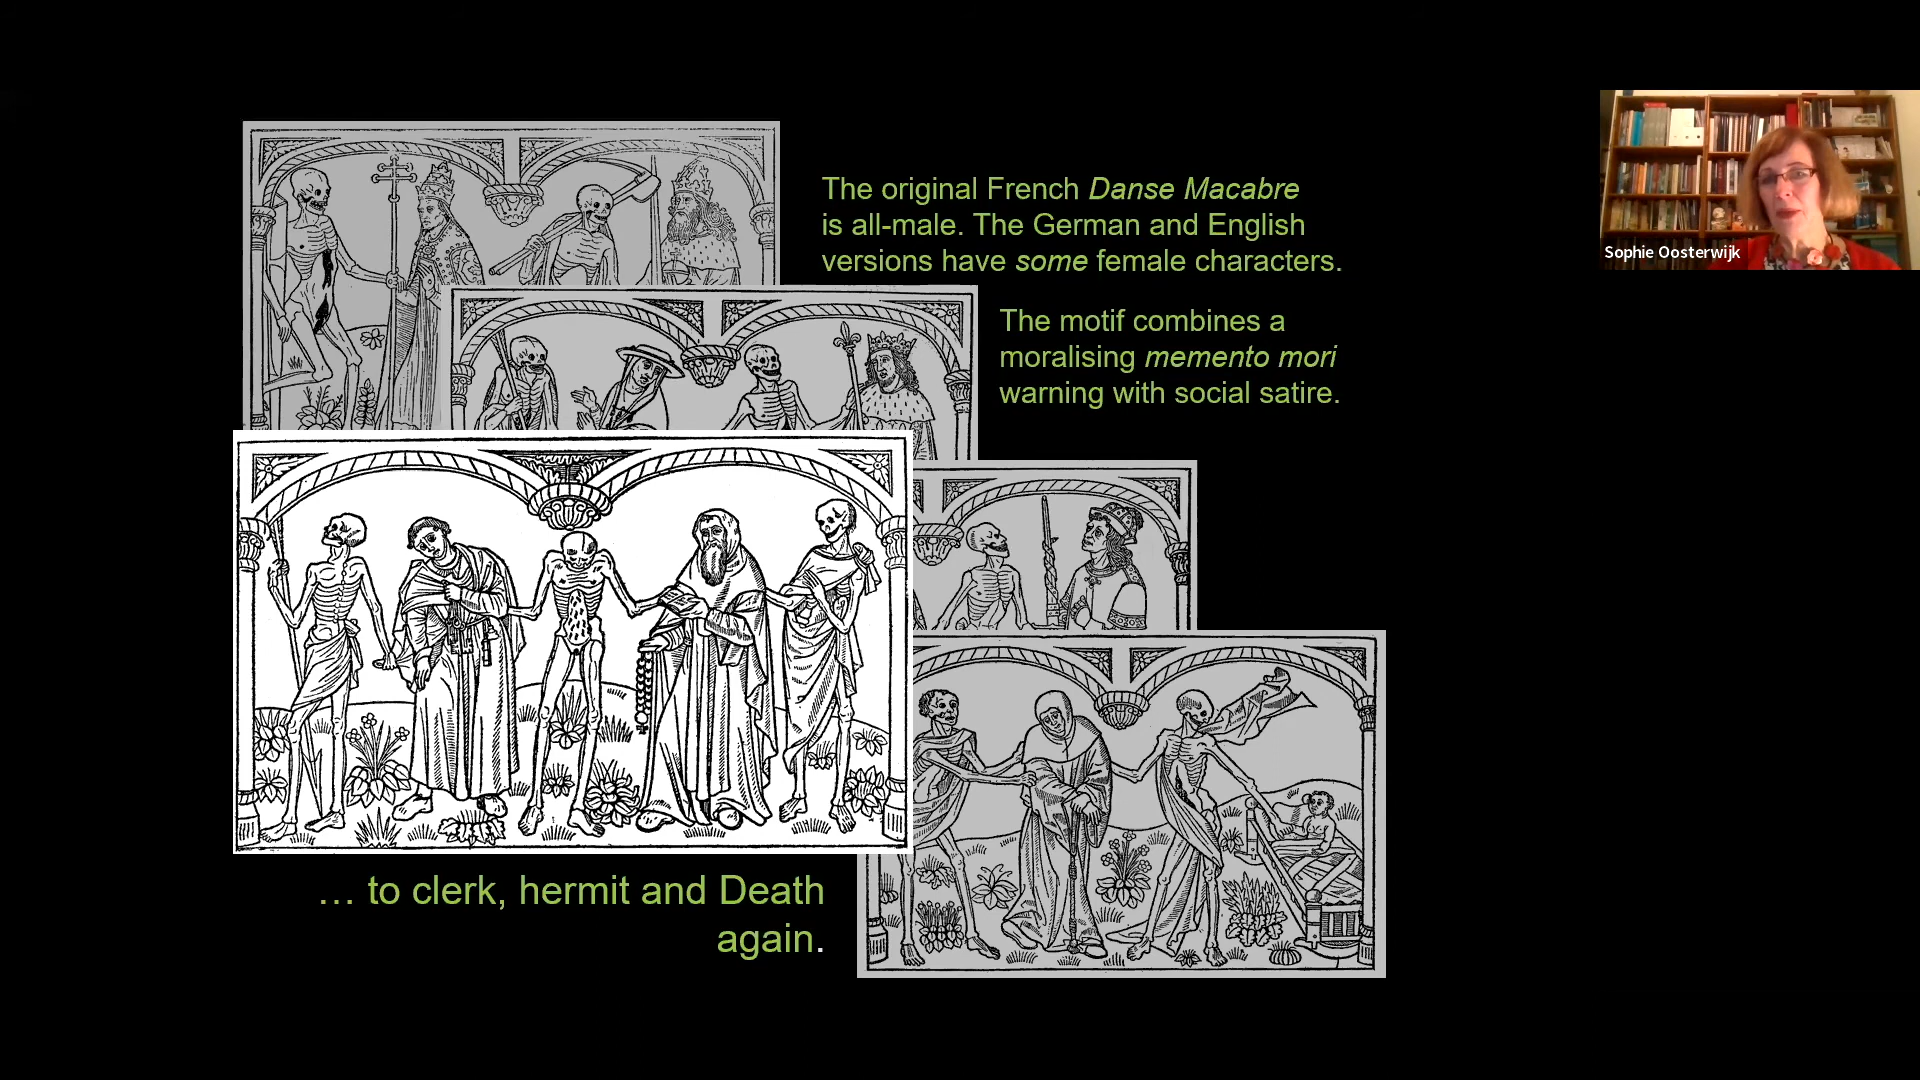 The original French Danse Macabre
is all-male. The German and English
versions have some female characters.
The motif combines a
moralising memento mori
warning with social satire.
… to clerk, hermit and Death
again.
Sophie Oosterwijk